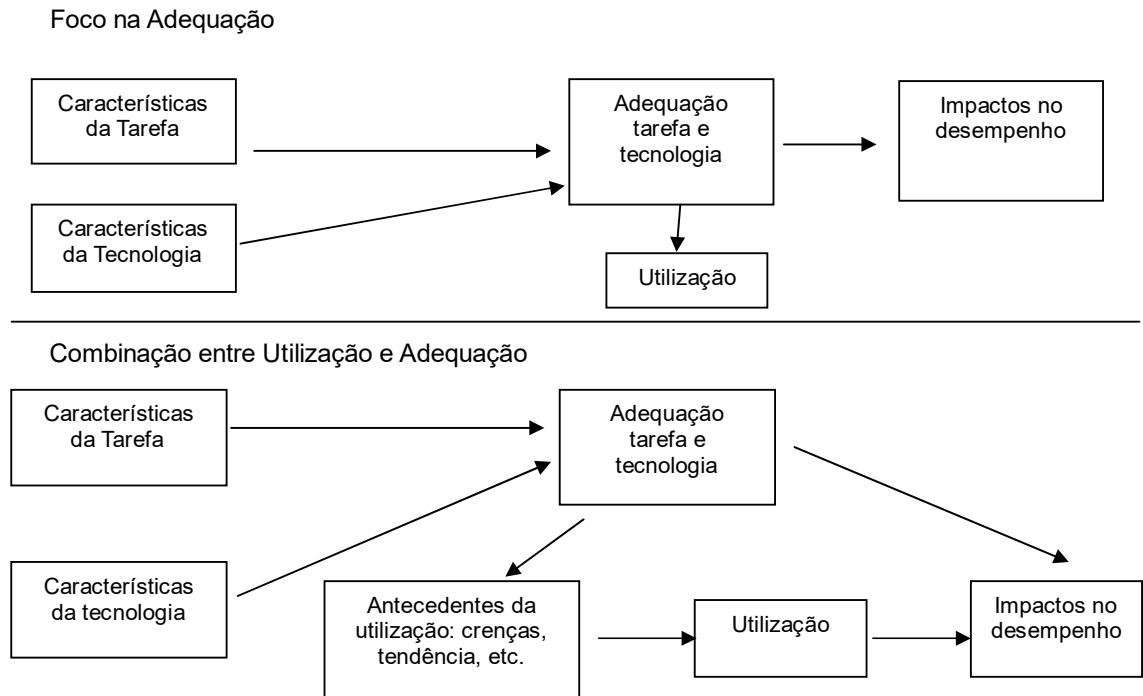 Foco na Adequação
Características
da Tarefa
Adequação
tarefa e
tecnologia
Impactos no
desempenho
Características
da Tecnologia
Utilização
Combinação entre Utilização e Adequação
Características
da Tarefa
Adequação
tarefa e
tecnologia
Características
da tecnologia
Antecedentes da
utilização: crenças,
tendência, etc.
Utilização
Impactos no
desempenho